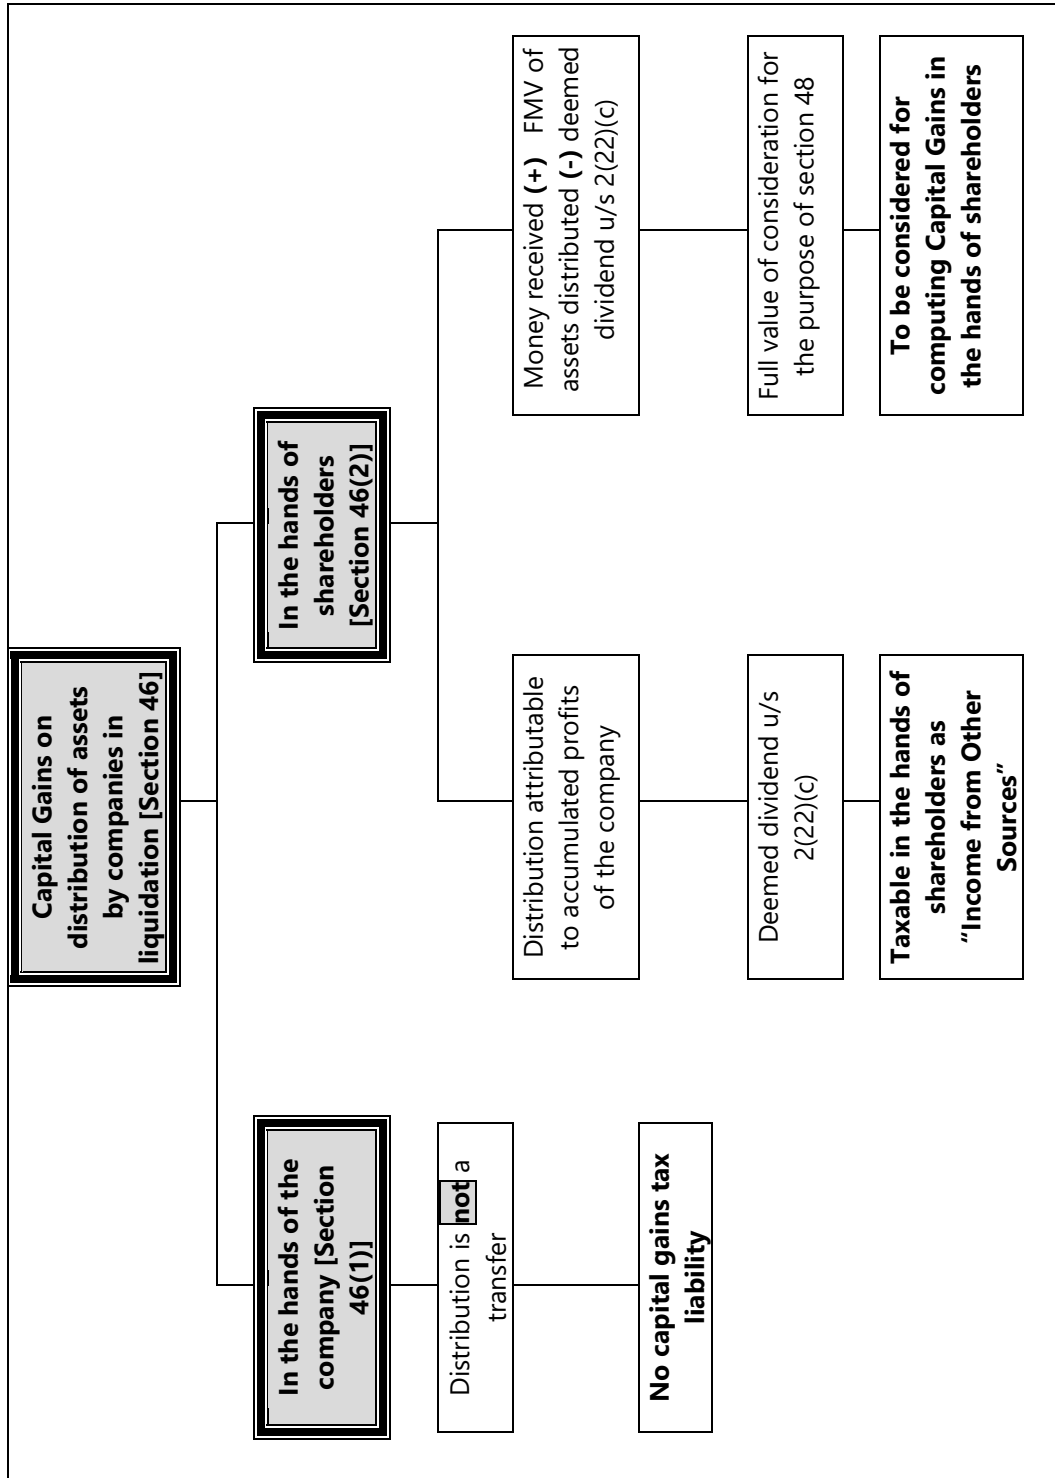 Capital Gains on
distribution of assets
by companies in
liquidation [Section 46]
In the hands of the
company [Section
46(1)]
Distribution is not a
transfer
No capital gains tax
liability
In the hands of
shareholders
[Section 46(2)]
Distribution attributable
to accumulated profits
of the company
Deemed dividend u/s
2(22)(c)
Taxable in the hands of
shareholders as
“Income from Other
Sources”
Money received (+) FMV of
assets distributed (-) deemed
dividend u/s 2(22)(c)
Full value of consideration for
the purpose of section 48
To be considered for
computing Capital Gains in
the hands of shareholders